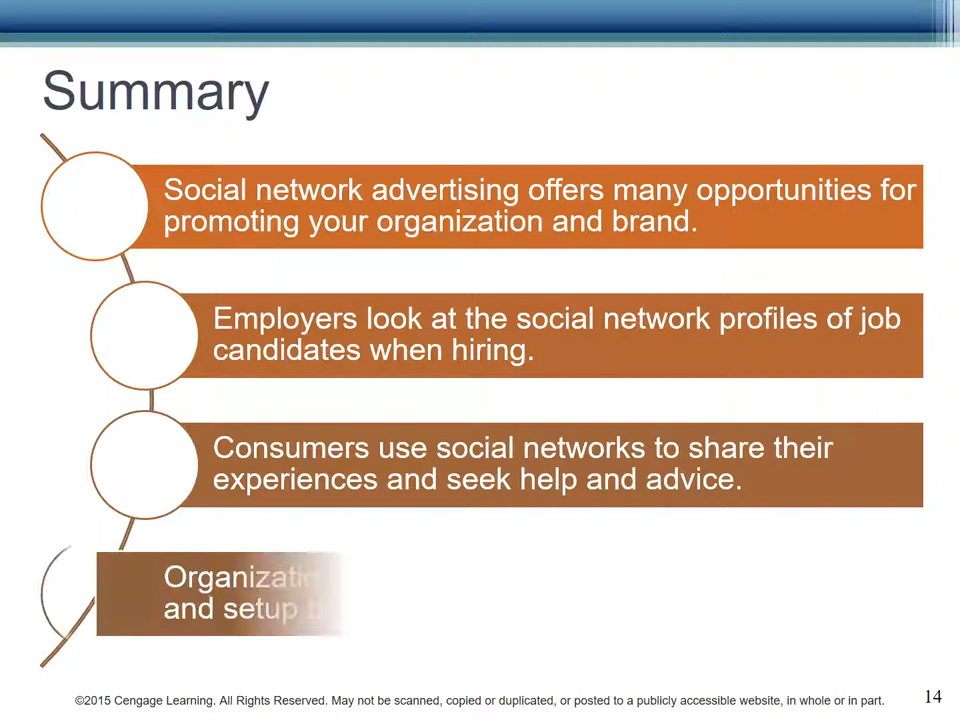 Summary
Social network advertising offers many opportunities for
promoting your organization and brand.
Employers look at the social network profiles of job
candidates when hiring.
Consumers use social networks to share their
experiences and seek help and advice.
and setup
©2015 Cengage Learning. All Rights Reserved. May not be scanned, copied or duplicated, or posted to a publicly accessible website, in whole or in part.
14